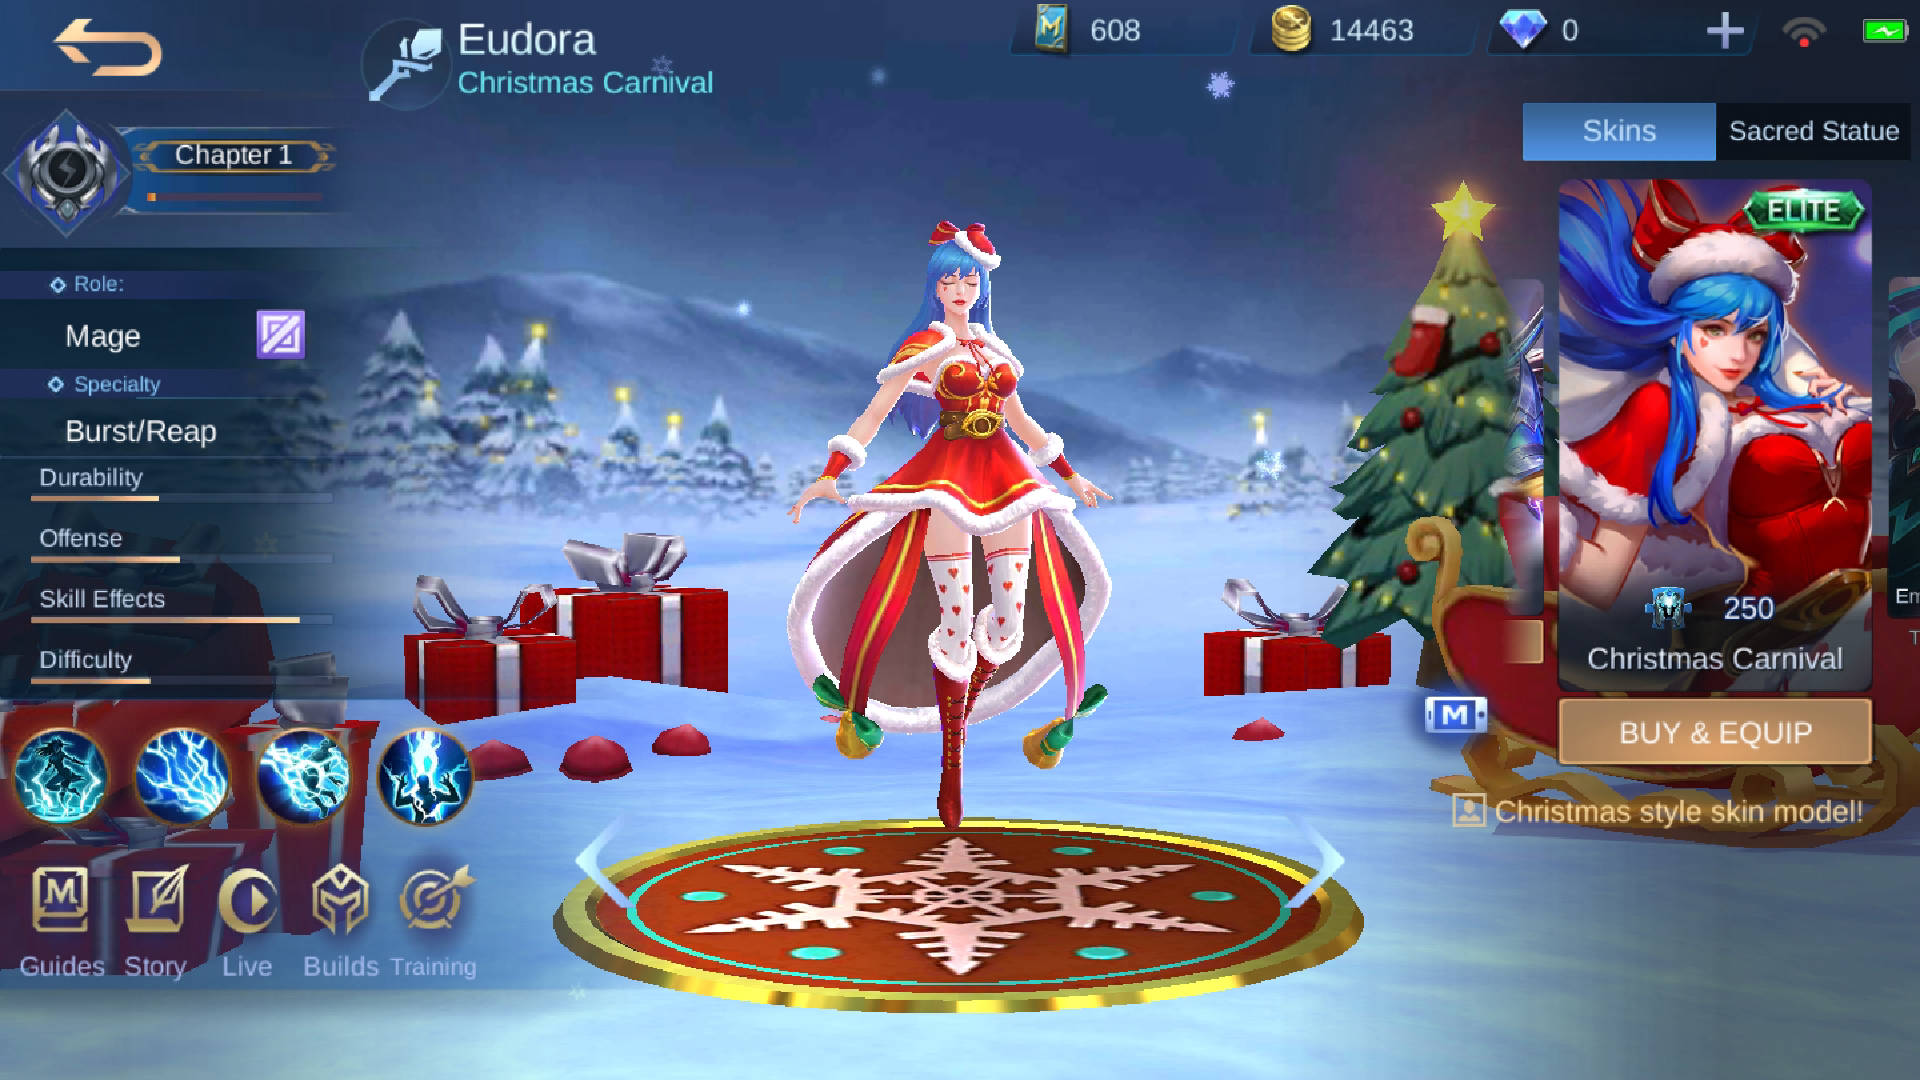 Eudora
Christmas Carnival
608
14463
0
Chapter 1
Skins
Sacred Statue
ELITE
Role:
Mage
Specialty
Burst/Reap
Durability
Offense
Skill Effects
Difficulty
250
Christmas Carnival
M
BUY & EQUIP
Christmas style skin model!
Guides
Story
Live
Builds
Training